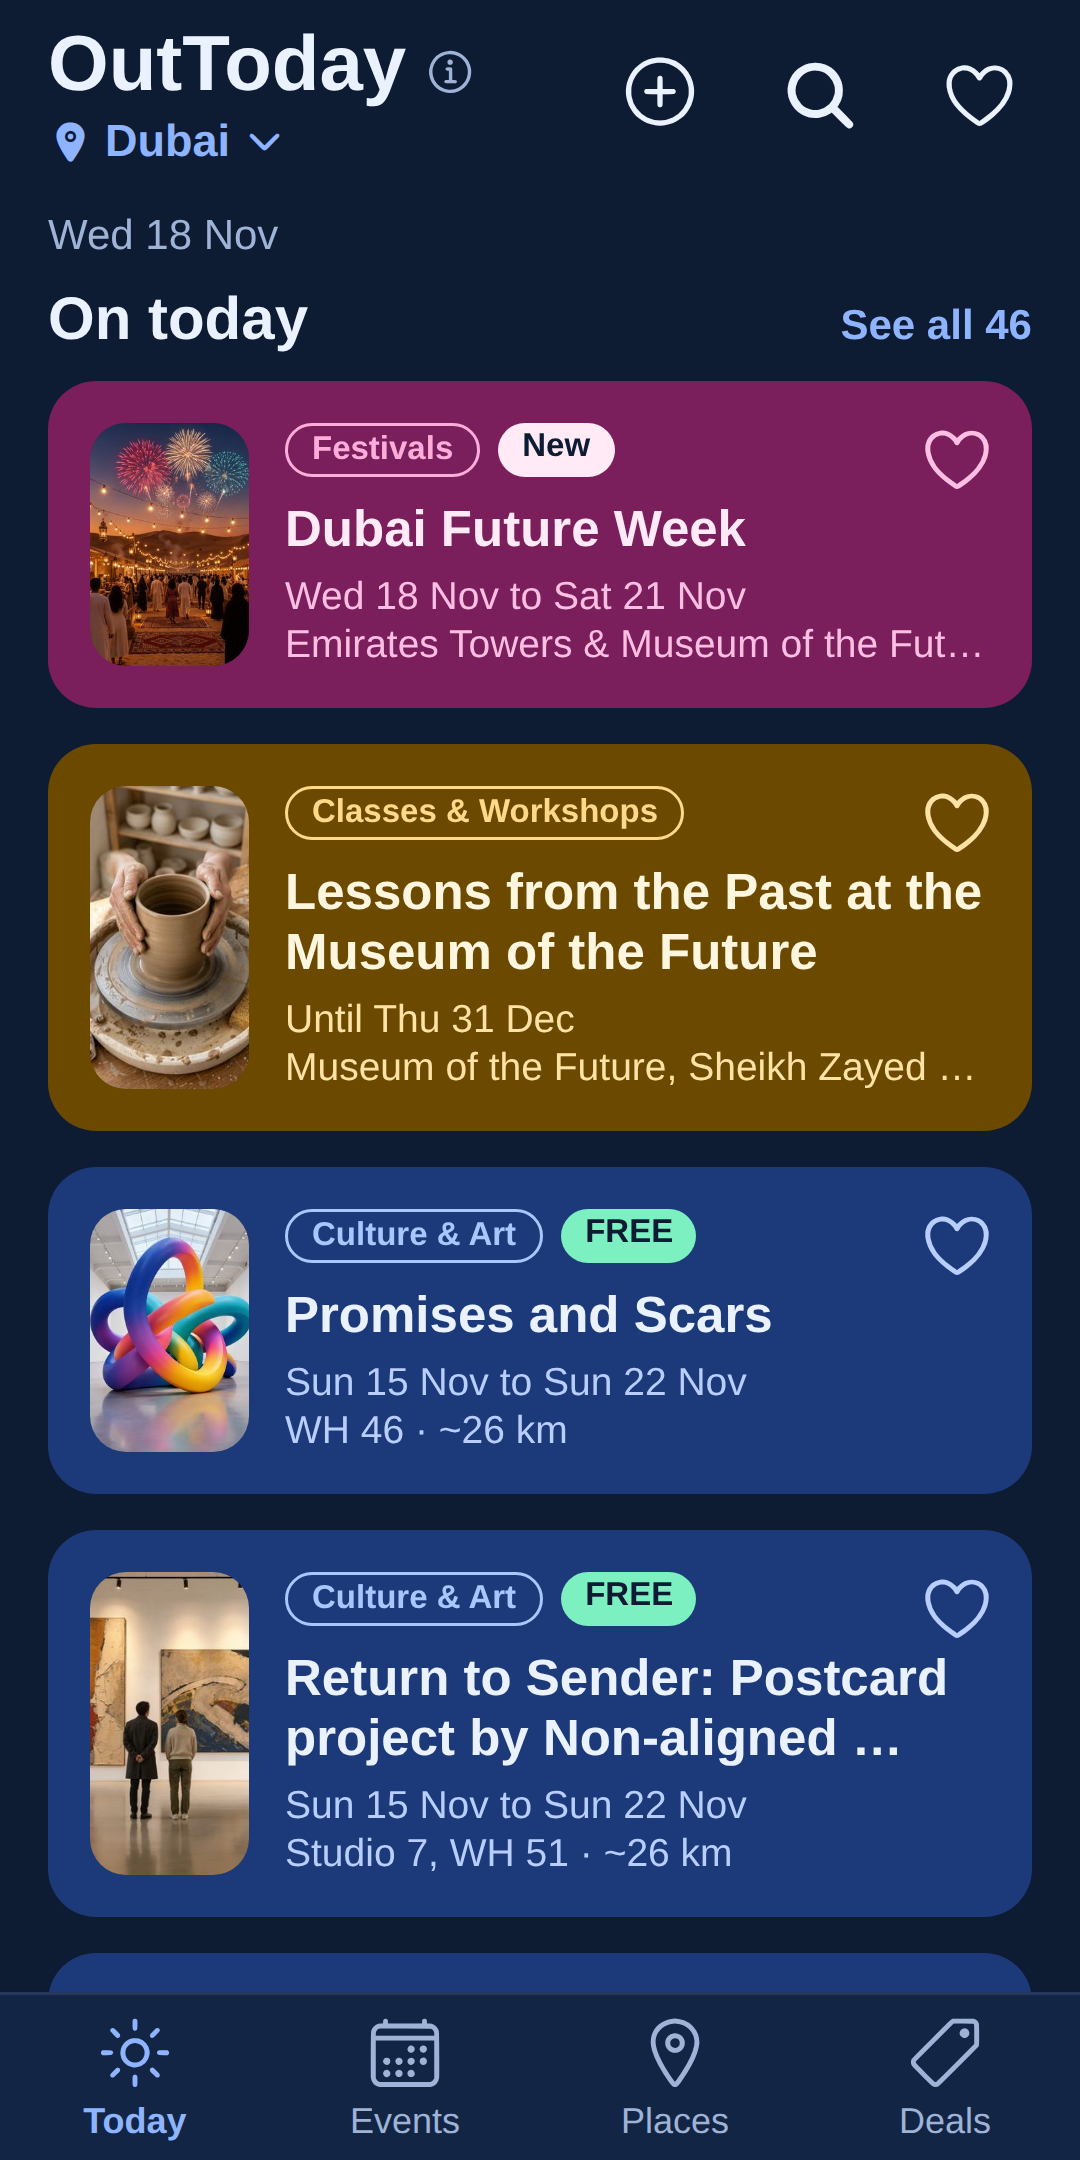 OutToday
Dubai
Wed 18 Nov
On today
See all 46
Festivals
New
Dubai Future Week
Wed 18 Nov to Sat 21 Nov
Emirates Towers & Museum of the Fut…
Classes & Workshops
Lessons from the Past at the
Museum of the Future
Until Thu 31 Dec
Museum of the Future, Sheikh Zayed …
Culture & Art
FREE
Promises and Scars
Sun 15 Nov to Sun 22 Nov
WH 46 · ~26 km
Culture & Art
FREE
Return to Sender: Postcard
project by Non-aligned …
Sun 15 Nov to Sun 22 Nov
Studio 7, WH 51 · ~26 km
Today
Events
Places
Deals